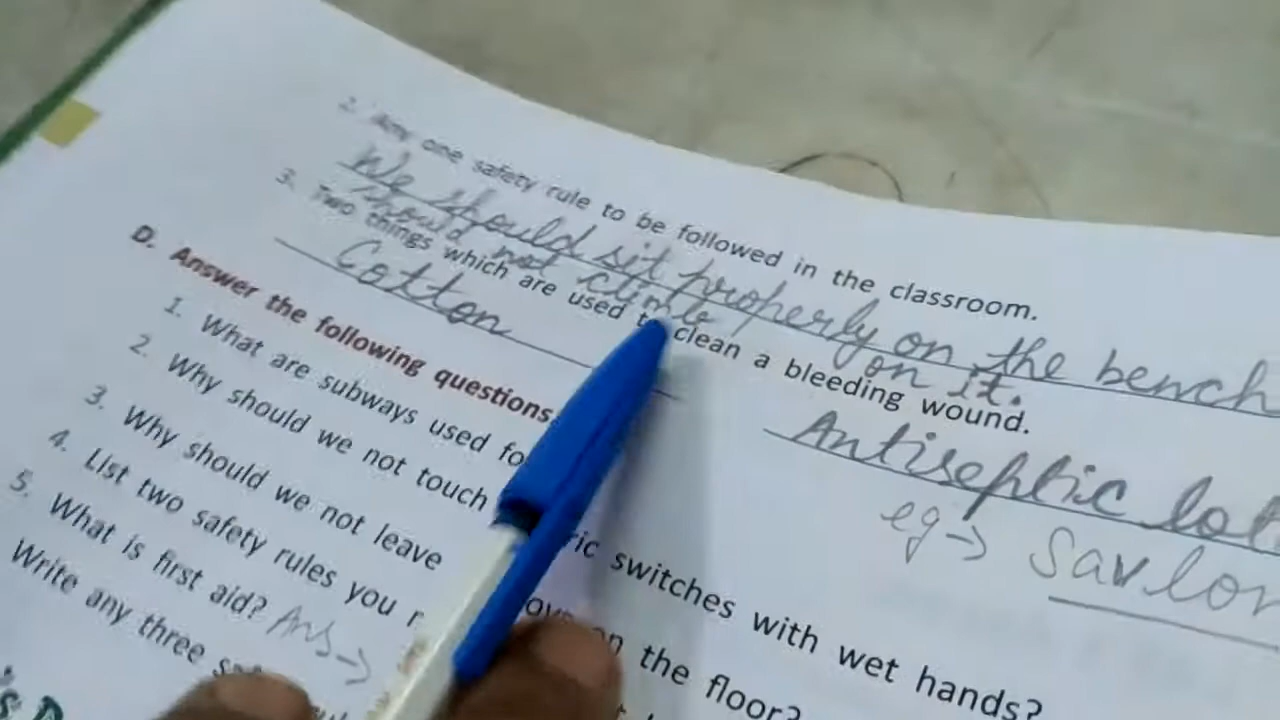 2. Any one safety rule to be followed in the classroom.
We should sit properly on the bench
should not climb on it.
3. Two things which are used to clean a bleeding wound.
Cotton Antiseptic
eg → Savlon
D. Answer the following questions.
1. What are subways used
2. Why should we not touch switches with wet hands?
3. Why should we not leave on the floor?
4. List two safety rules you
5. What is first aid? Ans →
Write any three